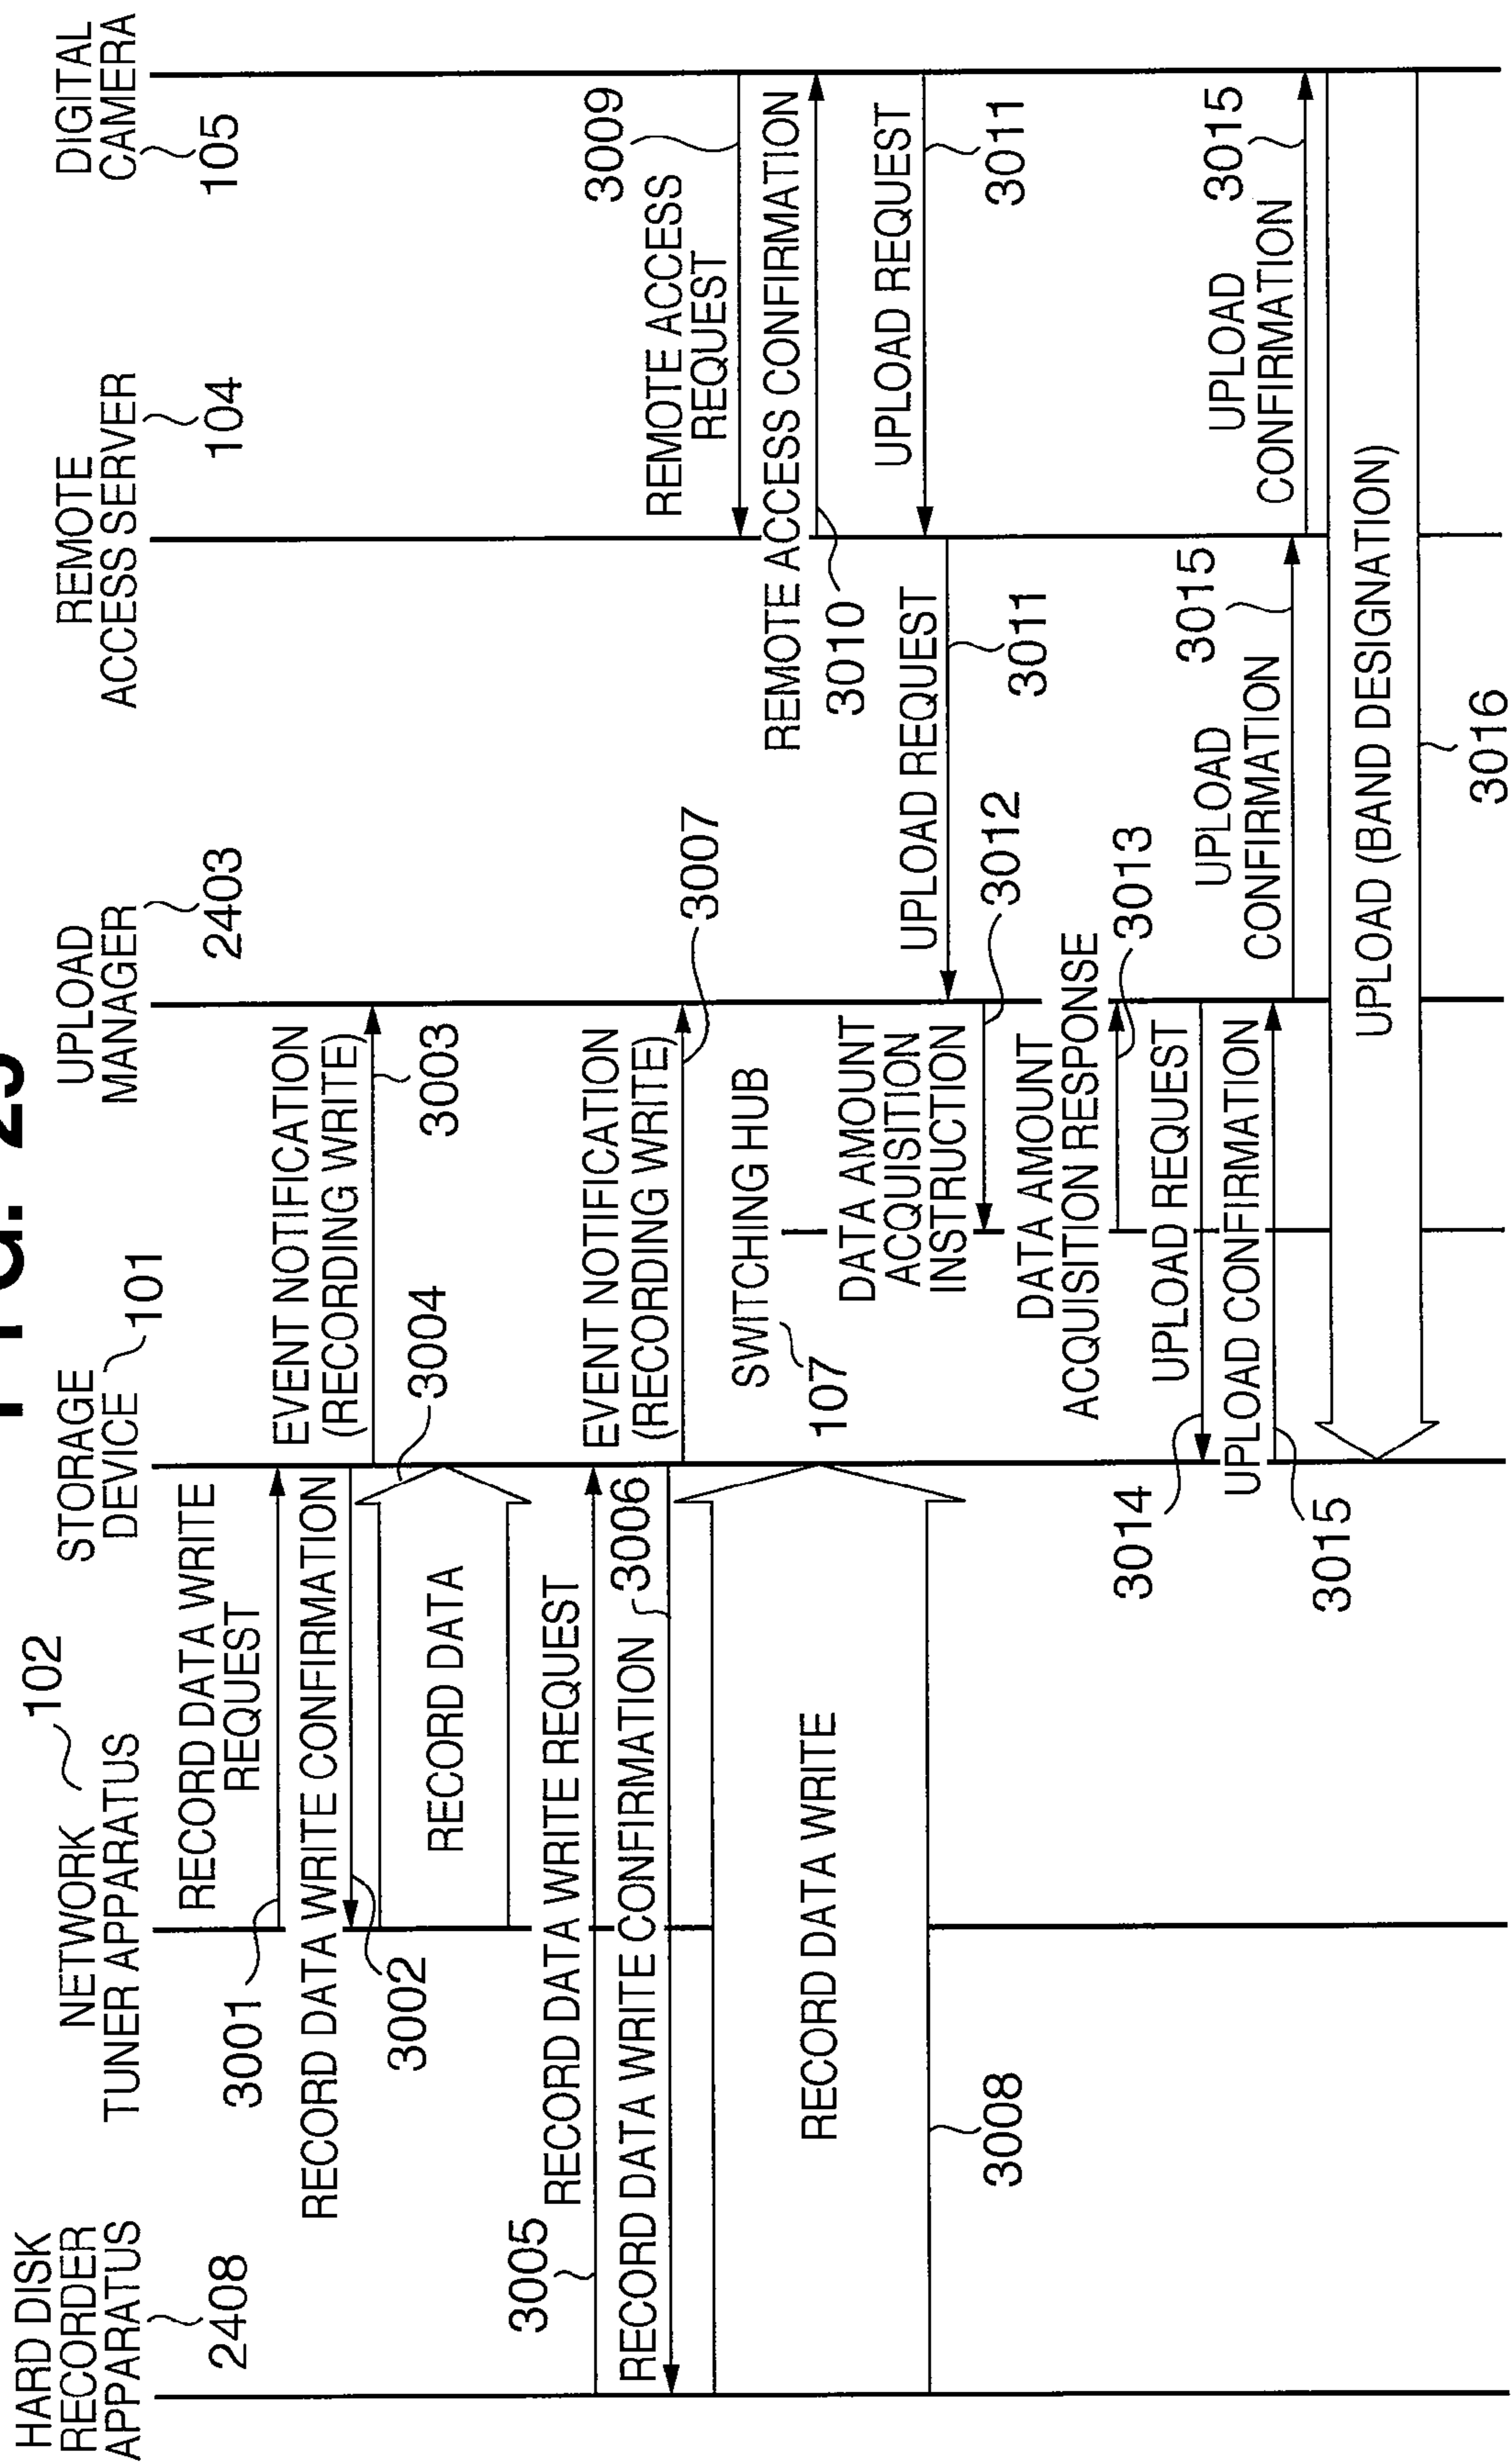 HARD DISK
RECORDER
APPARATUS
2408
NETWORK
TUNER APPARATUS
102
STORAGE
DEVICE
101
UPLOAD
MANAGER
2403
REMOTE
ACCESS SERVER
104
DIGITAL
CAMERA
105
RECORD DATA WRITE
REQUEST
3001
RECORD DATA WRITE CONFIRMATION
3002
EVENT NOTIFICATION
(RECORDING WRITE)
3003
RECORD DATA
3004
RECORD DATA WRITE REQUEST
3005
RECORD DATA WRITE CONFIRMATION
3006
EVENT NOTIFICATION
(RECORDING WRITE)
3007
RECORD DATA WRITE
3008
REMOTE ACCESS
REQUEST
3009
REMOTE ACCESS CONFIRMATION
3010
SWITCHING HUB
107
UPLOAD REQUEST
3011
UPLOAD REQUEST
3011
DATA AMOUNT
ACQUISITION
INSTRUCTION
3012
DATA AMOUNT
ACQUISITION RESPONSE
3013
UPLOAD REQUEST
3014
UPLOAD CONFIRMATION
3015
UPLOAD
CONFIRMATION
3015
UPLOAD
CONFIRMATION
3015
UPLOAD (BAND DESIGNATION)
3016